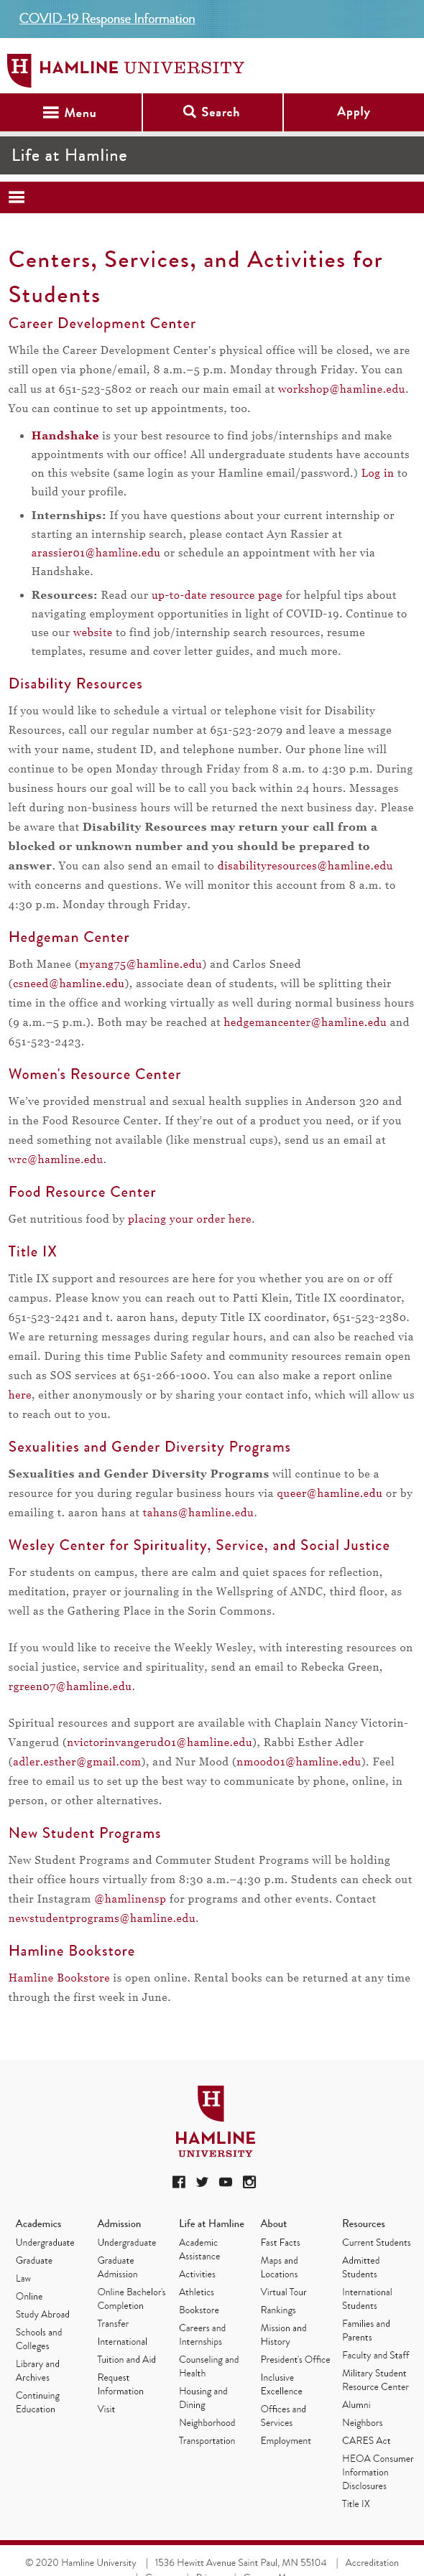 COVID-19 Response Information
HAMLINE UNIVERSITY
Menu
Search
Apply
Life at Hamline
Centers, Services, and Activities for
Students
Career Development Center
While the Career Development Center's physical office will be closed, we are
still open via phone/email, 8 a.m.–5 p.m. Monday through Friday. You can
call us at 651-523-5802 or reach our main email at workshop@hamline.edu.
You can continue to set up appointments, too.
Handshake is your best resource to find jobs/internships and make
appointments with our office! All undergraduate students have accounts
on this website (same login as your Hamline email/password.) Log in to
build your profile.
Internships: If you have questions about your current internship or
starting an internship search, please contact Ayn Rassier at
arassier01@hamline.edu or schedule an appointment with her via
Handshake.
Resources: Read our up-to-date resource page for helpful tips about
navigating employment opportunities in light of COVID-19. Continue to
use our website to find job/internship search resources, resume
templates, resume and cover letter guides, and much more.
Disability Resources
If you would like to schedule a virtual or telephone visit for Disability
Resources, call our regular number at 651-523-2079 and leave a message
with your name, student ID, and telephone number. Our phone line will
continue to be open Monday through Friday from 8 a.m. to 4:30 p.m. During
business hours our goal will be to call you back within 24 hours. Messages
left during non-business hours will be returned the next business day. Please
be aware that Disability Resources may return your call from a
blocked or unknown number and you should be prepared to
answer. You can also send an email to disabilityresources@hamline.edu
with concerns and questions. We will monitor this account from 8 a.m. to
4:30 p.m. Monday through Friday.
Hedgeman Center
Both Manee (myang75@hamline.edu) and Carlos Sneed
(csneed@hamline.edu), associate dean of students, will be splitting their
time in the office and working virtually as well during normal business hours
(9 a.m.–5 p.m.). Both may be reached at hedgemancenter@hamline.edu and
651-523-2423.
Women's Resource Center
We've provided menstrual and sexual health supplies in Anderson 320 and
in the Food Resource Center. If they're out of a product you need, or if you
need something not available (like menstrual cups), send us an email at
wrc@hamline.edu.
Food Resource Center
Get nutritious food by placing your order here.
Title IX
Title IX support and resources are here for you whether you are on or off
campus. Please know you can reach out to Patti Klein, Title IX coordinator,
651-523-2421 and t. aaron hans, deputy Title IX coordinator, 651-523-2380.
We are returning messages during regular hours, and can also be reached via
email. During this time Public Safety and community resources remain open
such as SOS services at 651-266-1000. You can also make a report online
here, either anonymously or by sharing your contact info, which will allow us
to reach out to you.
Sexualities and Gender Diversity Programs
Sexualities and Gender Diversity Programs will continue to be a
resource for you during regular business hours via queer@hamline.edu or by
emailing t. aaron hans at tahans@hamline.edu.
Wesley Center for Spirituality, Service, and Social Justice
For students on campus, there are calm and quiet spaces for reflection,
meditation, prayer or journaling in the Wellspring of ANDC, third floor, as
well as the Gathering Place in the Sorin Commons.
If you would like to receive the Weekly Wesley, with interesting resources on
social justice, service and spirituality, send an email to Rebecka Green,
rgreen07@hamline.edu.
Spiritual resources and support are available with Chaplain Nancy Victorin-
Vangerud (nvictorinvangerud01@hamline.edu), Rabbi Esther Adler
(adler.esther@gmail.com), and Nur Mood (nmood01@hamline.edu). Feel
free to email us to set up the best way to communicate by phone, online, in
person, or other alternatives.
New Student Programs
New Student Programs and Commuter Student Programs will be holding
their office hours virtually from 8:30 a.m.–4:30 p.m. Students can check out
their Instagram @hamlinensp for programs and other events. Contact
newstudentprograms@hamline.edu.
Hamline Bookstore
Hamline Bookstore is open online. Rental books can be returned at any time
through the first week in June.
HAMLINE
UNIVERSITY
Academics
Undergraduate
Graduate
Law
Online
Study Abroad
Schools and
Colleges
Library and
Archives
Continuing
Education
Admission
Undergraduate
Graduate
Admission
Online Bachelor's
Completion
Transfer
International
Tuition and Aid
Request
Information
Visit
Life at Hamline
Academic
Assistance
Activities
Athletics
Bookstore
Careers and
Internships
Counseling and
Health
Housing and
Dining
Neighborhood
Transportation
About
Fast Facts
Maps and
Locations
Virtual Tour
Rankings
Mission and
History
President's Office
Inclusive
Excellence
Offices and
Services
Employment
Resources
Current Students
Admitted
Students
International
Students
Families and
Parents
Faculty and Staff
Military Student
Resource Center
Alumni
Neighbors
CARES Act
HEOA Consumer
Information
Disclosures
Title IX
© 2020 Hamline University | 1536 Hewitt Avenue Saint Paul, MN 55104 | Accreditation